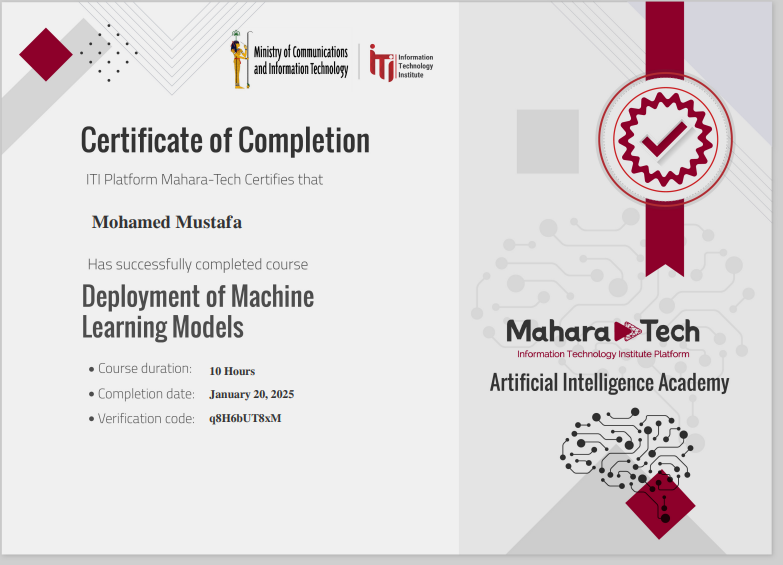 Ministry of Communications
and Information Technology
iTi
Information
Technology
Institute
Certificate of Completion
ITI Platform Mahara-Tech Certifies that
Mohamed Mustafa
Has successfully completed course
Deployment of Machine
Learning Models
• Course duration: 10 Hours
• Completion date: January 20, 2025
• Verification code: q8H6bUT8xM
Mahara Tech
Information Technology Institute Platform
Artificial Intelligence Academy